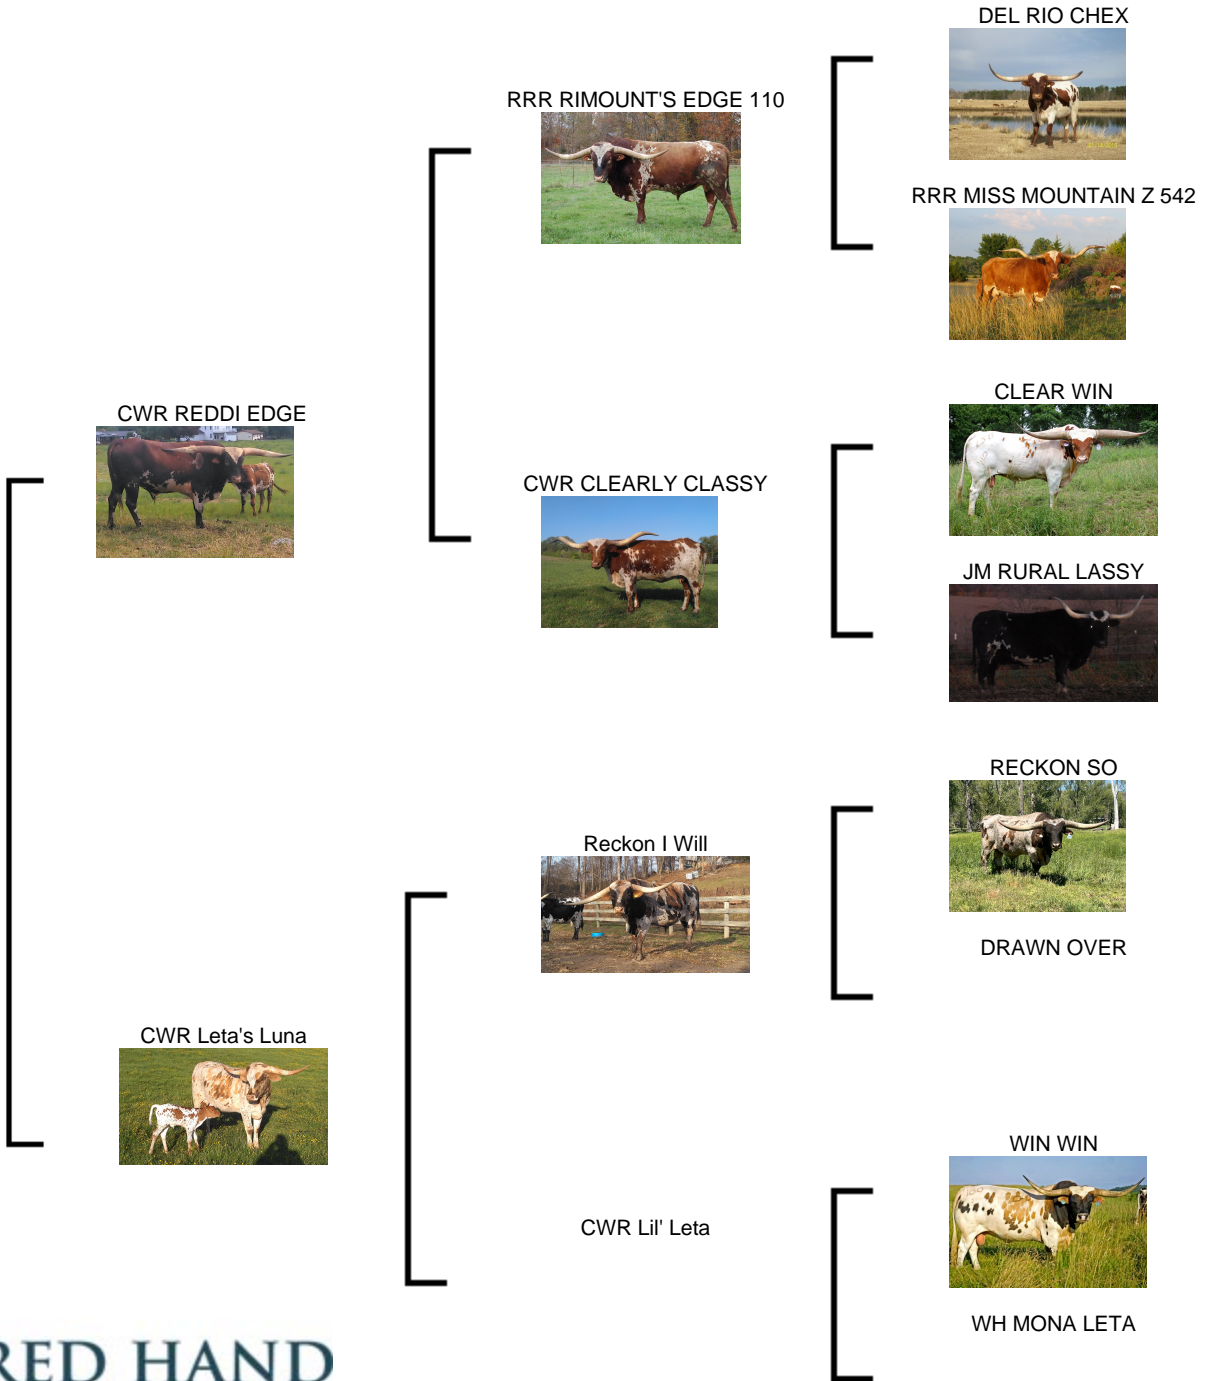 DEL RIO CHEX
RRR RIMOUNT'S EDGE 110
RRR MISS MOUNTAIN Z 542
CLEAR WIN
CWR REDDI EDGE
CWR CLEARLY CLASSY
JM RURAL LASSY
RECKON SO
Reckon I Will
DRAWN OVER
CWR Leta's Luna
WIN WIN
CWR Lil' Leta
WH MONA LETA
RED HAND